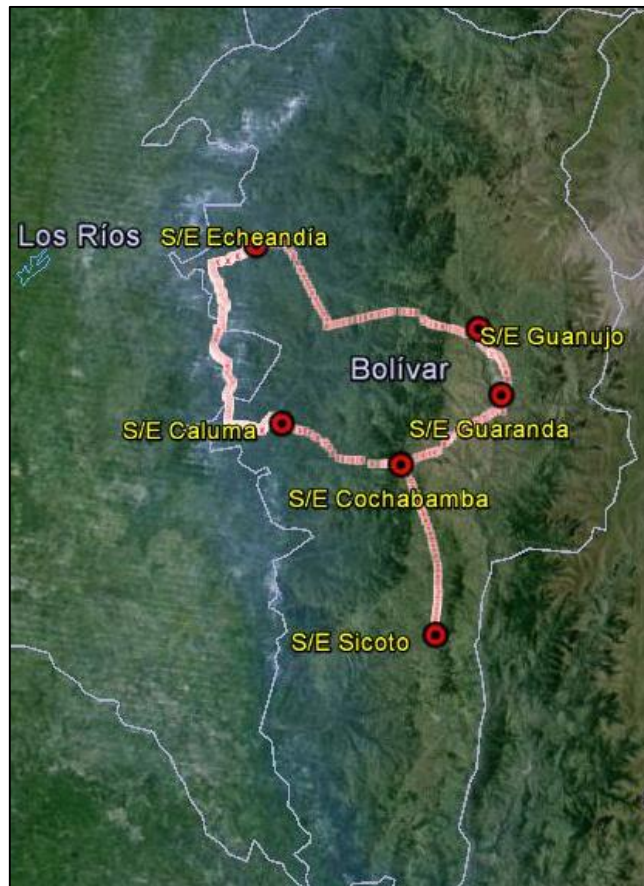 Los Ríos
S/E Echeandía
S/E Guanujo
Bolívar
S/E Caluma
S/E Guaranda
S/E Cochabamba
S/E Sicoto